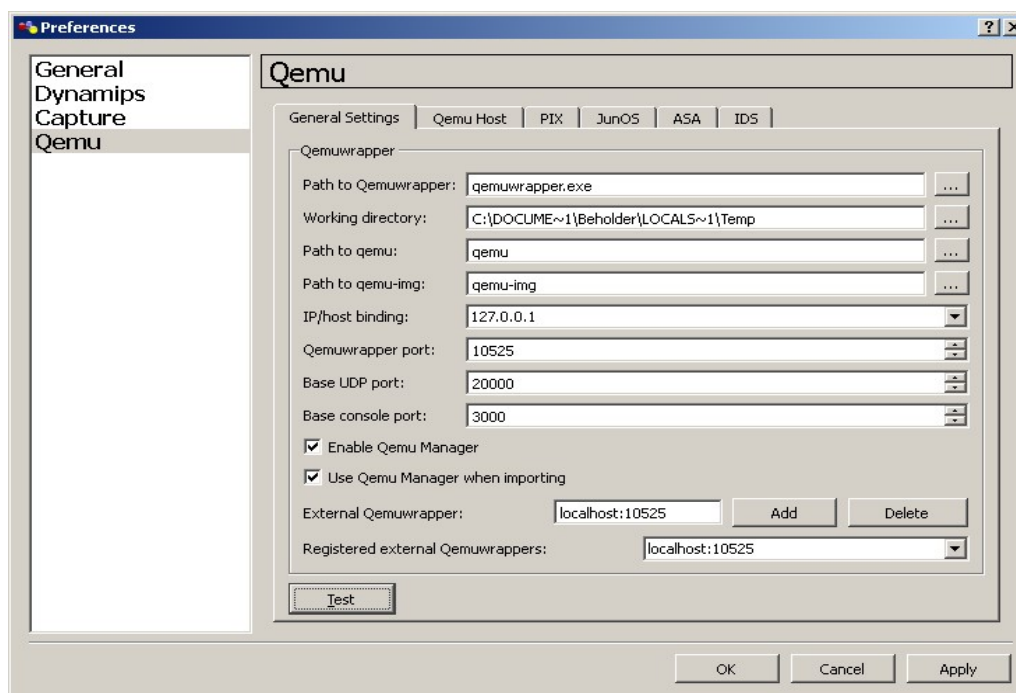 Preferences
General
Dynamips
Capture
Qemu
Qemu
General Settings Qemu Host PIX JunOS ASA IDS
Qemuwrapper
Path to Qemuwrapper: qemuwrapper.exe ...
Working directory: C:\DOCUME~1\Beholder\LOCALS~1\Temp ...
Path to qemu: qemu ...
Path to qemu-img: qemu-img ...
IP/host binding: 127.0.0.1
Qemuwrapper port: 10525
Base UDP port: 20000
Base console port: 3000
Enable Qemu Manager
Use Qemu Manager when importing
External Qemuwrapper: localhost:10525 Add Delete
Registered external Qemuwrappers: localhost:10525
Test
OK Cancel Apply